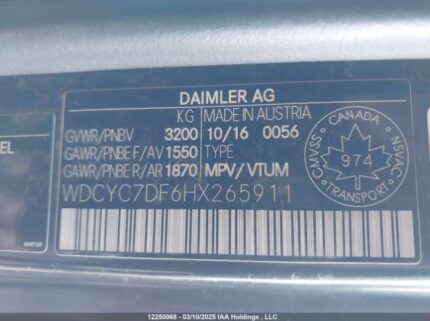 DAIMLER AG
KG MADE IN AUSTRIA
GVWR/PNBV 3200 10/16 0056
GAWR/PNBE F/AV 1550 TYPE
GAWR/PNBE R/AR 1870 MPV/VTUM
WDCYC7DF6HX265911
CANADA
CMVSS
974
NSVAC
TRANSPORT
EL
12250068 - 03/10/2025 IAA Holdings , LLC